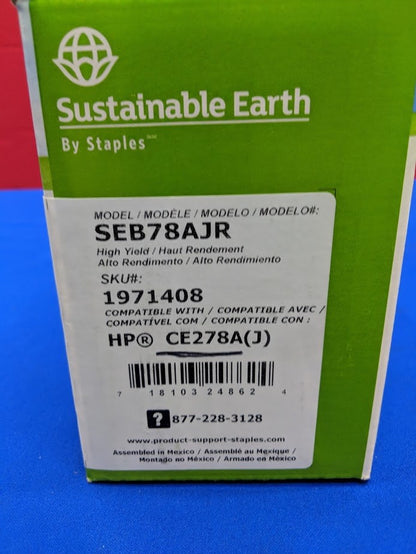 Sustainable Earth
By Staples™
MODEL / MODÈLE / MODELO / MODELO#:
SEB78AJR
High Yield / Haut Rendement
Alto Rendimento / Alto Rendimiento
SKU#:
1971408
COMPATIBLE WITH / COMPATIBLE AVEC /
COMPATÍVEL COM / COMPATIBLE CON :
HP® CE278A(J)
7 18103 24862 4
? 877-228-3128
www.product-support-staples.com
Assembled in Mexico / Assemblé au Mexique /
Montado no México / Armado en México